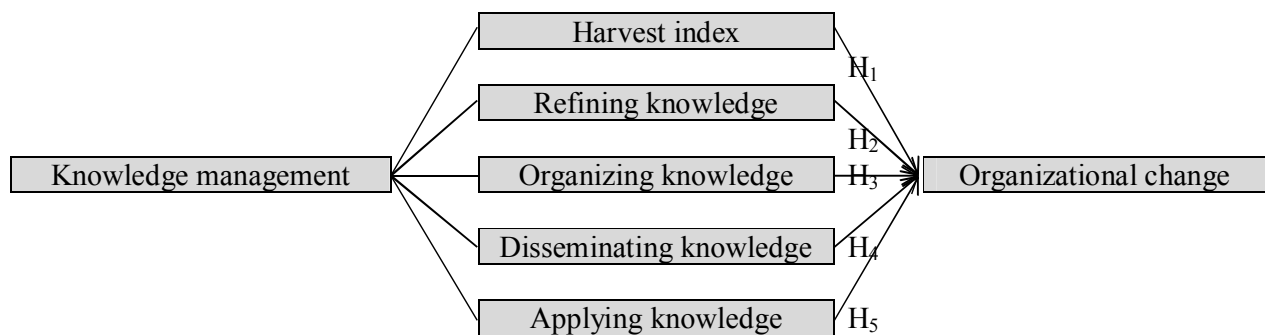 Harvest index
H₁
Refining knowledge
H₂
Knowledge management
Organizing knowledge
H₃
Organizational change
Disseminating knowledge
H₄
Applying knowledge
H₅